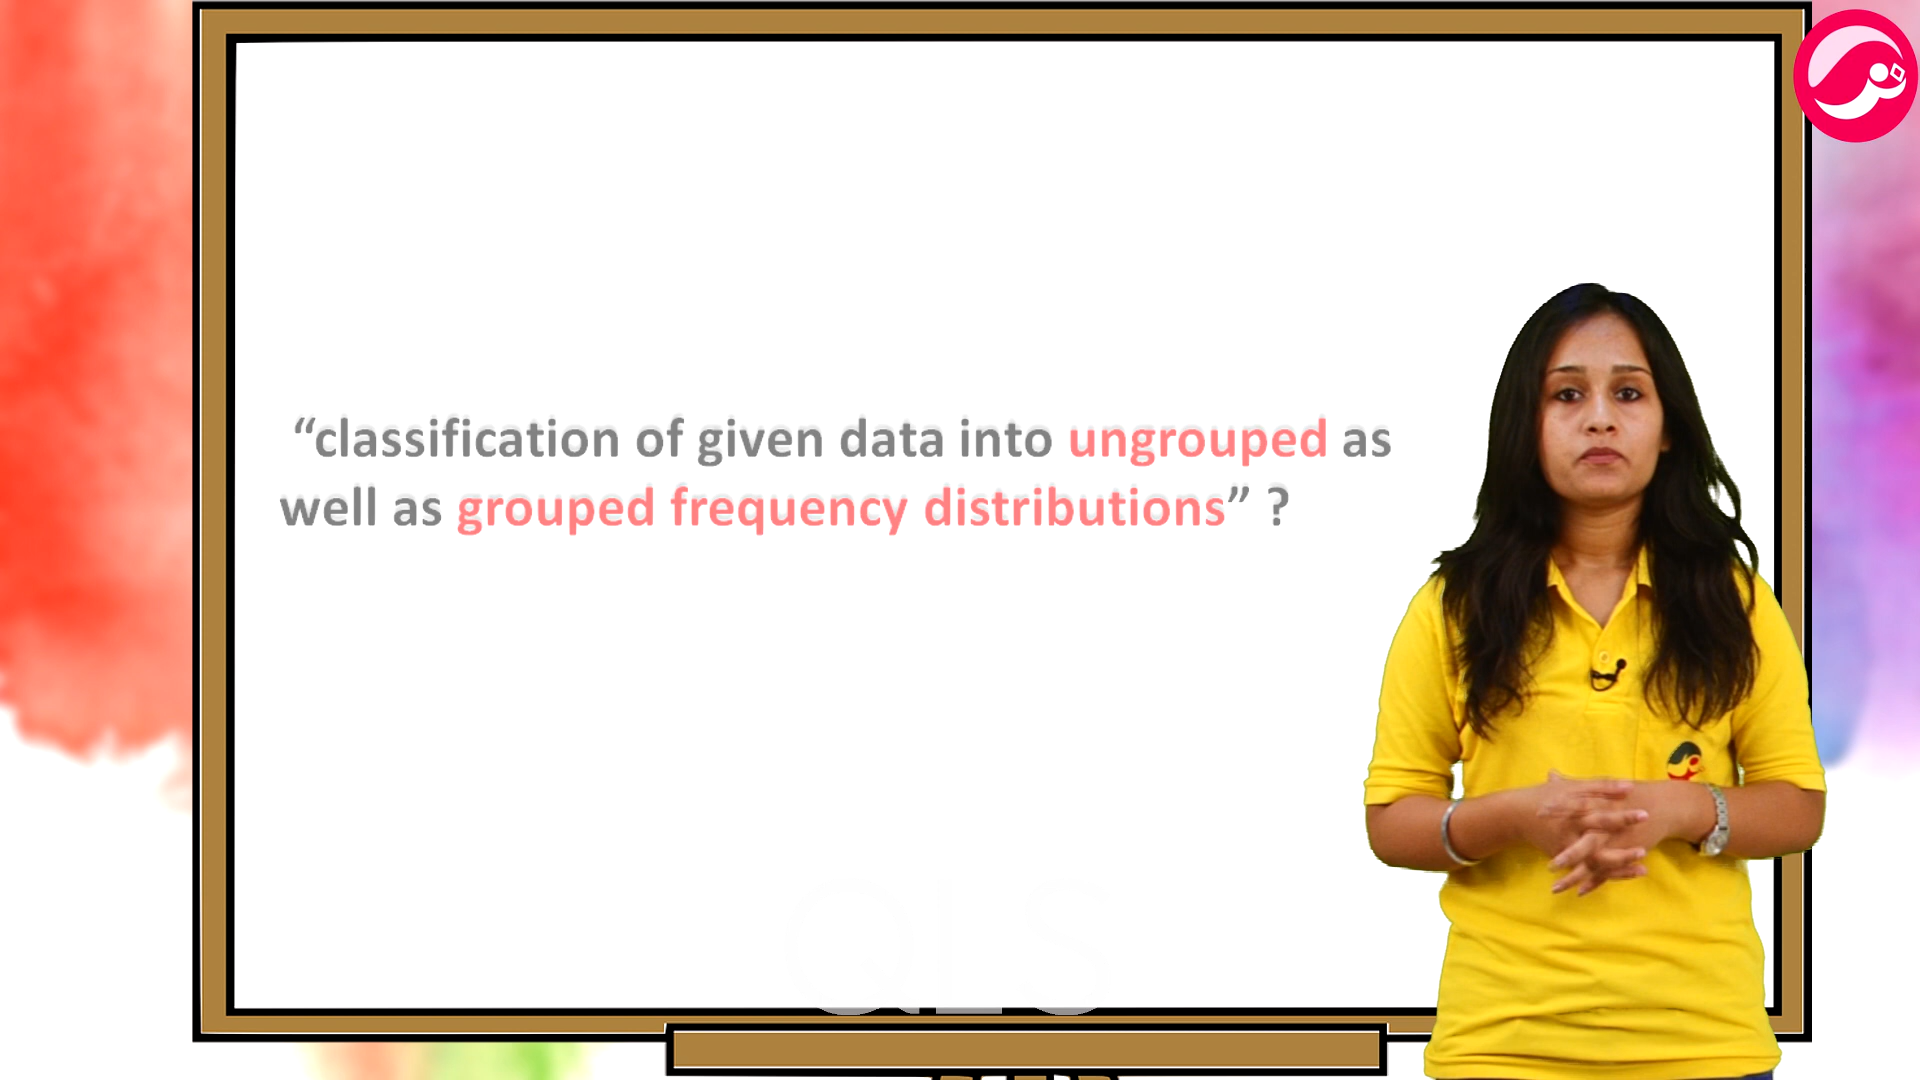 “classification of given data into ungrouped as
well as grouped frequency distributions” ?